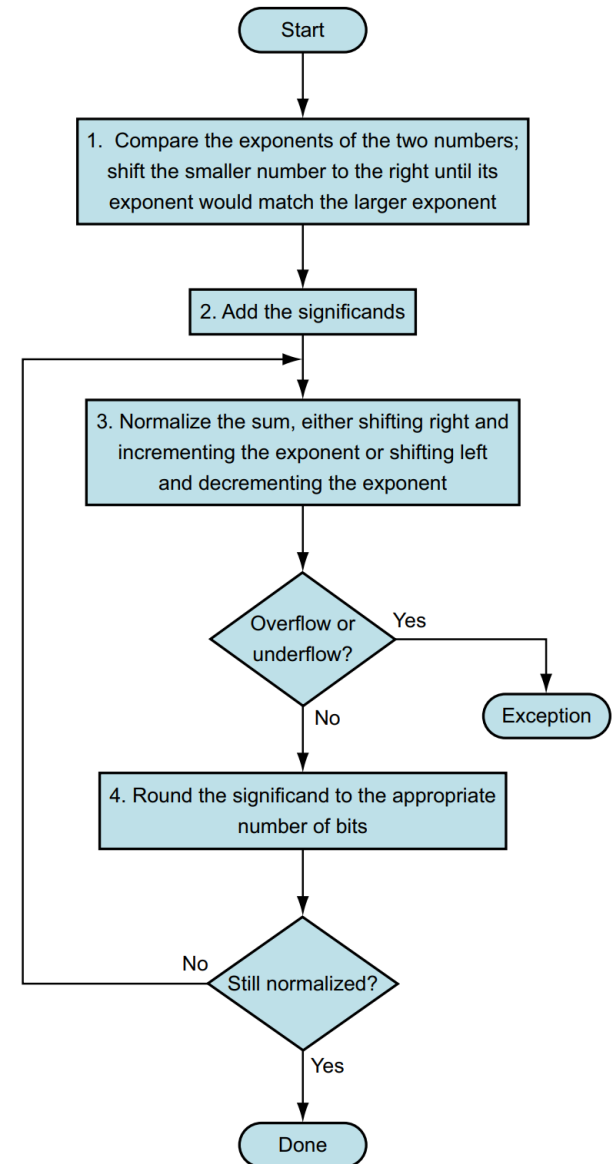 Start
1. Compare the exponents of the two numbers;
shift the smaller number to the right until its
exponent would match the larger exponent
2. Add the significands
3. Normalize the sum, either shifting right and
incrementing the exponent or shifting left
and decrementing the exponent
Overflow or
underflow?
Yes
Exception
No
4. Round the significand to the appropriate
number of bits
No
Still normalized?
Yes
Done